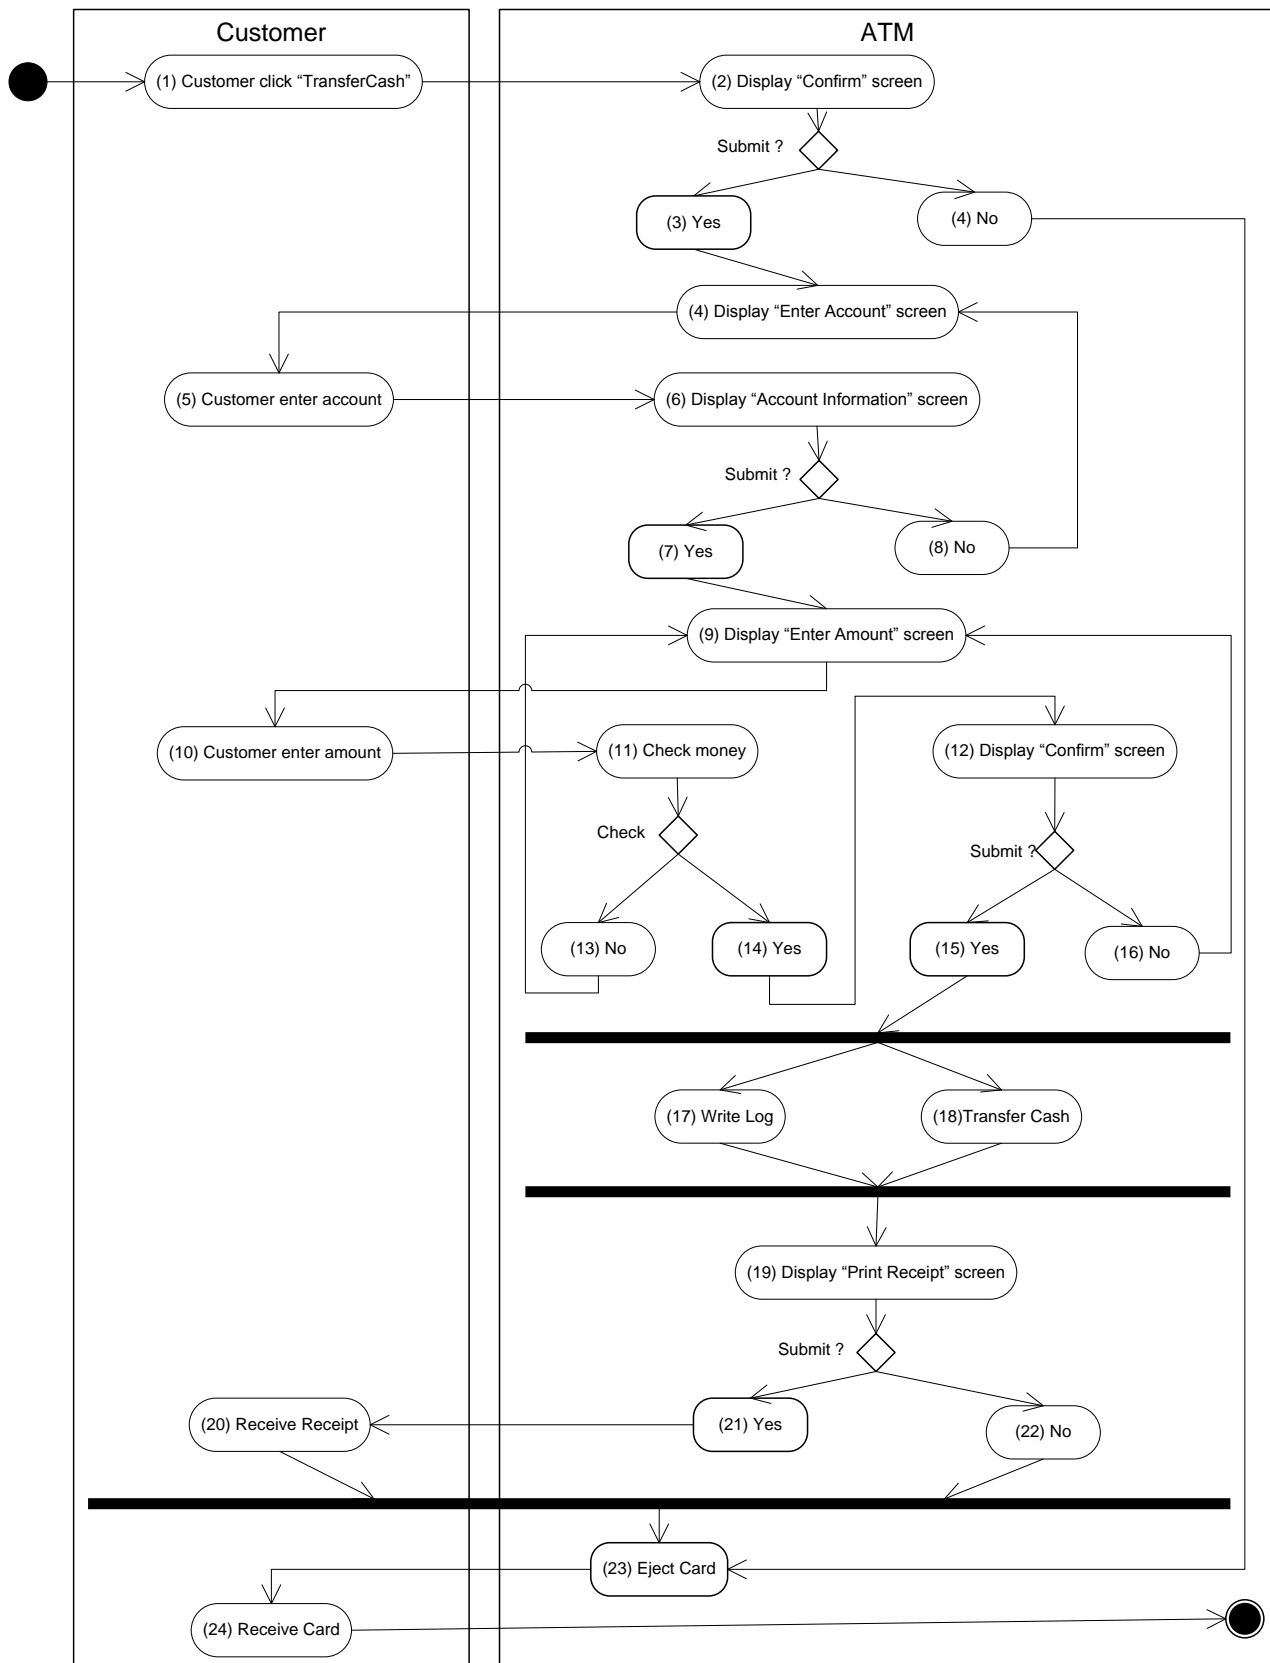 Customer
ATM
(1) Customer click “TransferCash”
(2) Display “Confirm” screen
Submit ?
(3) Yes
(4) No
(4) Display “Enter Account” screen
(5) Customer enter account
(6) Display “Account Information” screen
Submit ?
(7) Yes
(8) No
(9) Display “Enter Amount” screen
(10) Customer enter amount
(11) Check money
(12) Display “Confirm” screen
Check
Submit ?
(13) No
(14) Yes
(15) Yes
(16) No
(17) Write Log
(18)Transfer Cash
(19) Display “Print Receipt” screen
Submit ?
(20) Receive Receipt
(21) Yes
(22) No
(23) Eject Card
(24) Receive Card